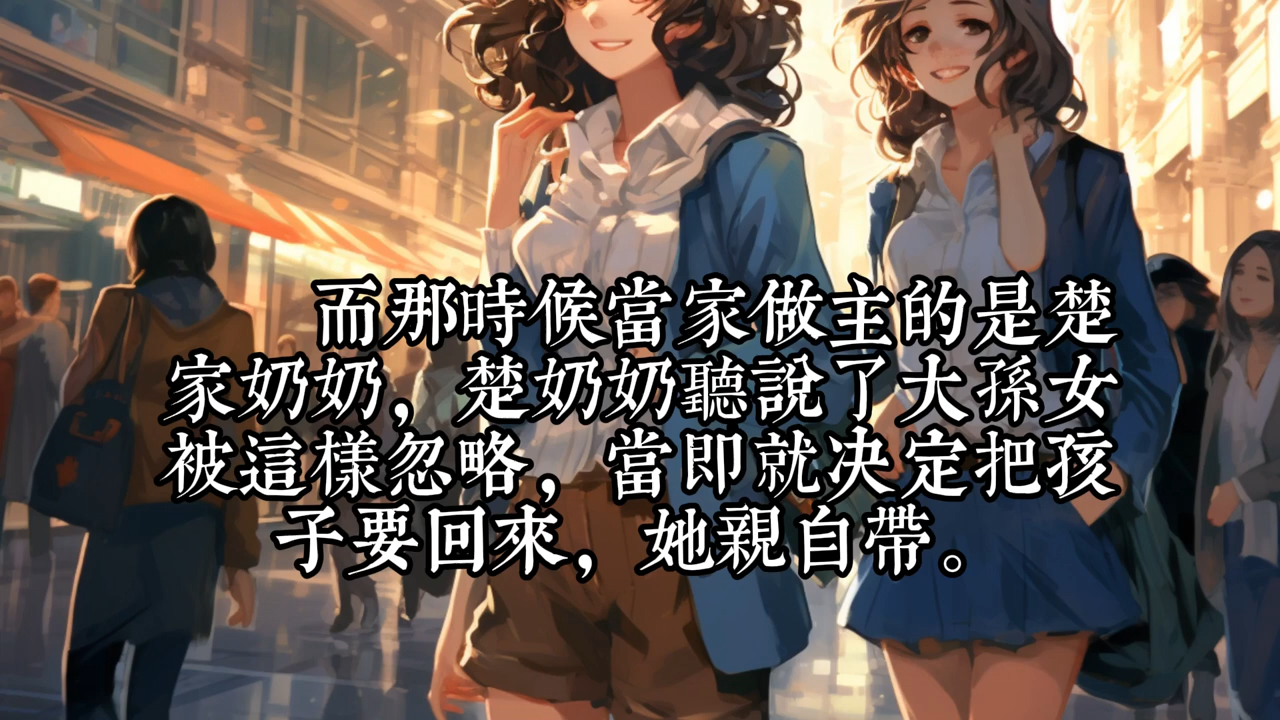 而那時候當家做主的是楚
家奶奶，楚奶奶聽說了大孫女
被這樣忽略，當即就决定把孩
子要回來，她親自帶。